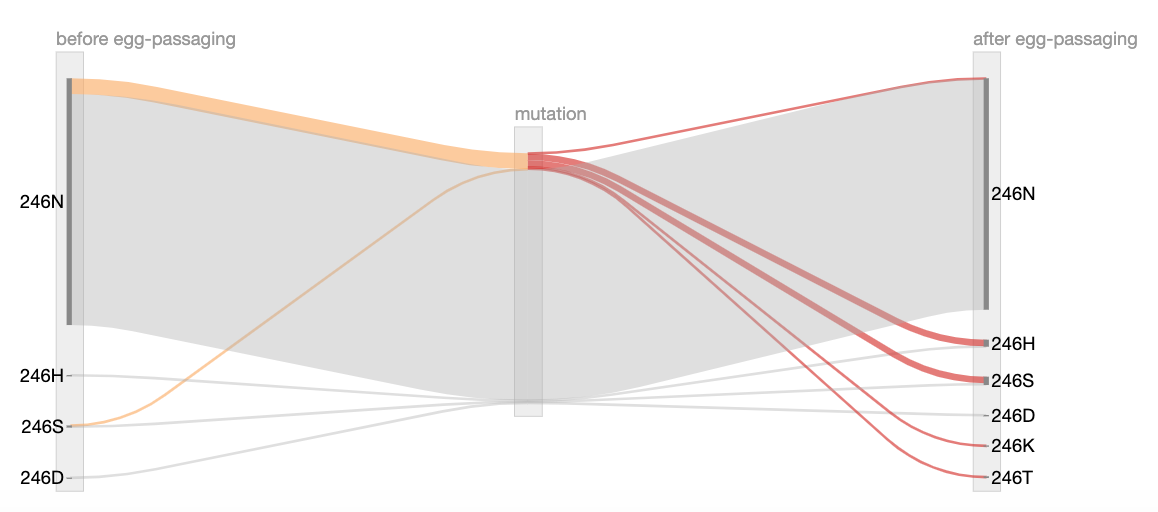 before egg-passaging
after egg-passaging
mutation
246N
246N
246H
246H
246S
246S
246D
246K
246D
246T